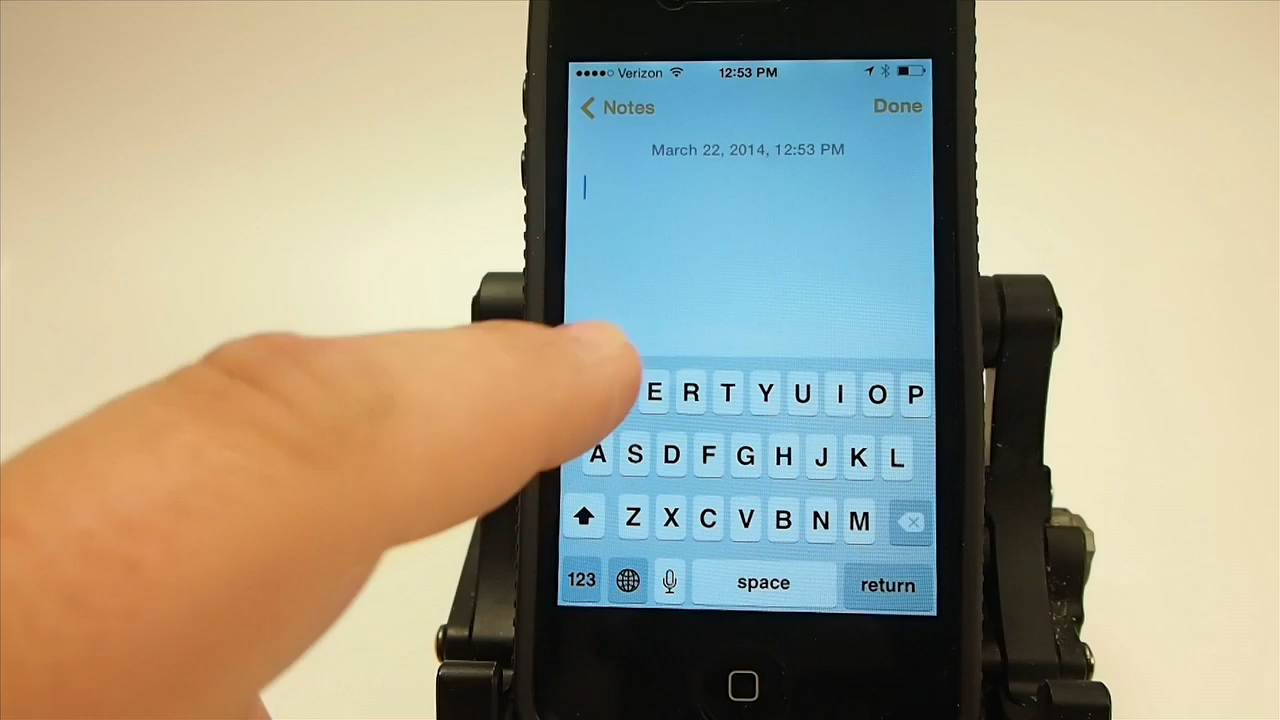 Verizon 12:53 PM
Notes Done
March 22, 2014, 12:53 PM
E R T Y U I O P
A S D F G H J K L
Z X C V B N M
123 space return